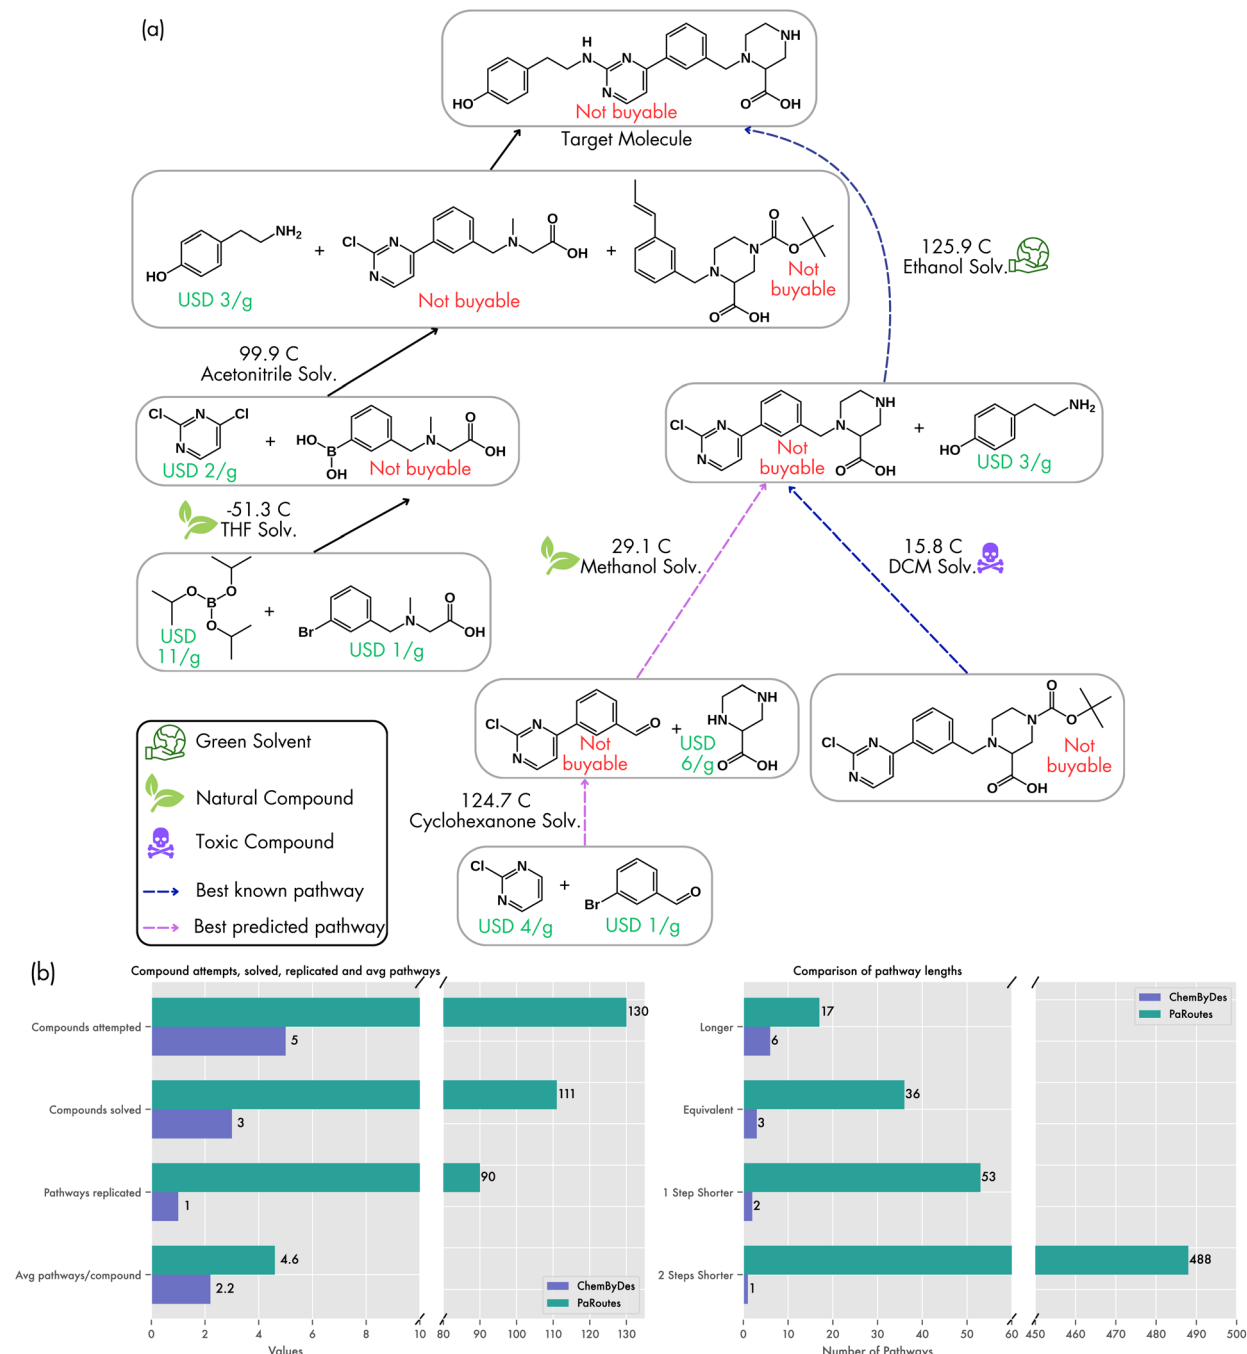 (a)
H
N
N
N
HO
N
NH
O
OH
Not buyable
Target Molecule
NH2
HO
USD 3/g
+
Cl
N
N
N
O
OH
Not buyable
+
N
N
O
O
O
OH
Not
buyable
125.9 C
Ethanol Solv.
99.9 C
Acetonitrile Solv.
Cl
N
Cl
N
USD 2/g
+
HO
B
OH
N
O
OH
Not buyable
Cl
N
N
N
NH
O
OH
Not
buyable
+
NH2
HO
USD 3/g
-51.3 C
THF Solv.
29.1 C
Methanol Solv.
15.8 C
DCM Solv.
O
B
O
O
USD
11/g
+
Br
N
O
OH
USD 1/g
Cl
N
N
O
Not
buyable
+
NH
HN
O
OH
USD
6/g
Cl
N
N
N
N
O
O
O
OH
Not
buyable
124.7 C
Cyclohexanone Solv.
Cl
N
N
USD 4/g
+
Br
O
USD 1/g
Green Solvent
Natural Compound
Toxic Compound
Best known pathway
Best predicted pathway
(b)
Compound attempts, solved, replicated and avg pathways
Compounds attempted
130
5
Compounds solved
111
3
Pathways replicated
90
1
Avg pathways/compound
4.6
2.2
ChemByDes
PaRoutes
0 2 4 6 8 10 80 90 100 110 120 130
Values
Comparison of pathway lengths
ChemByDes
PaRoutes
Longer
17
6
Equivalent
36
3
1 Step Shorter
53
2
2 Steps Shorter
488
1
0 10 20 30 40 50 60 450 460 470 480 490 500
Number of Pathways